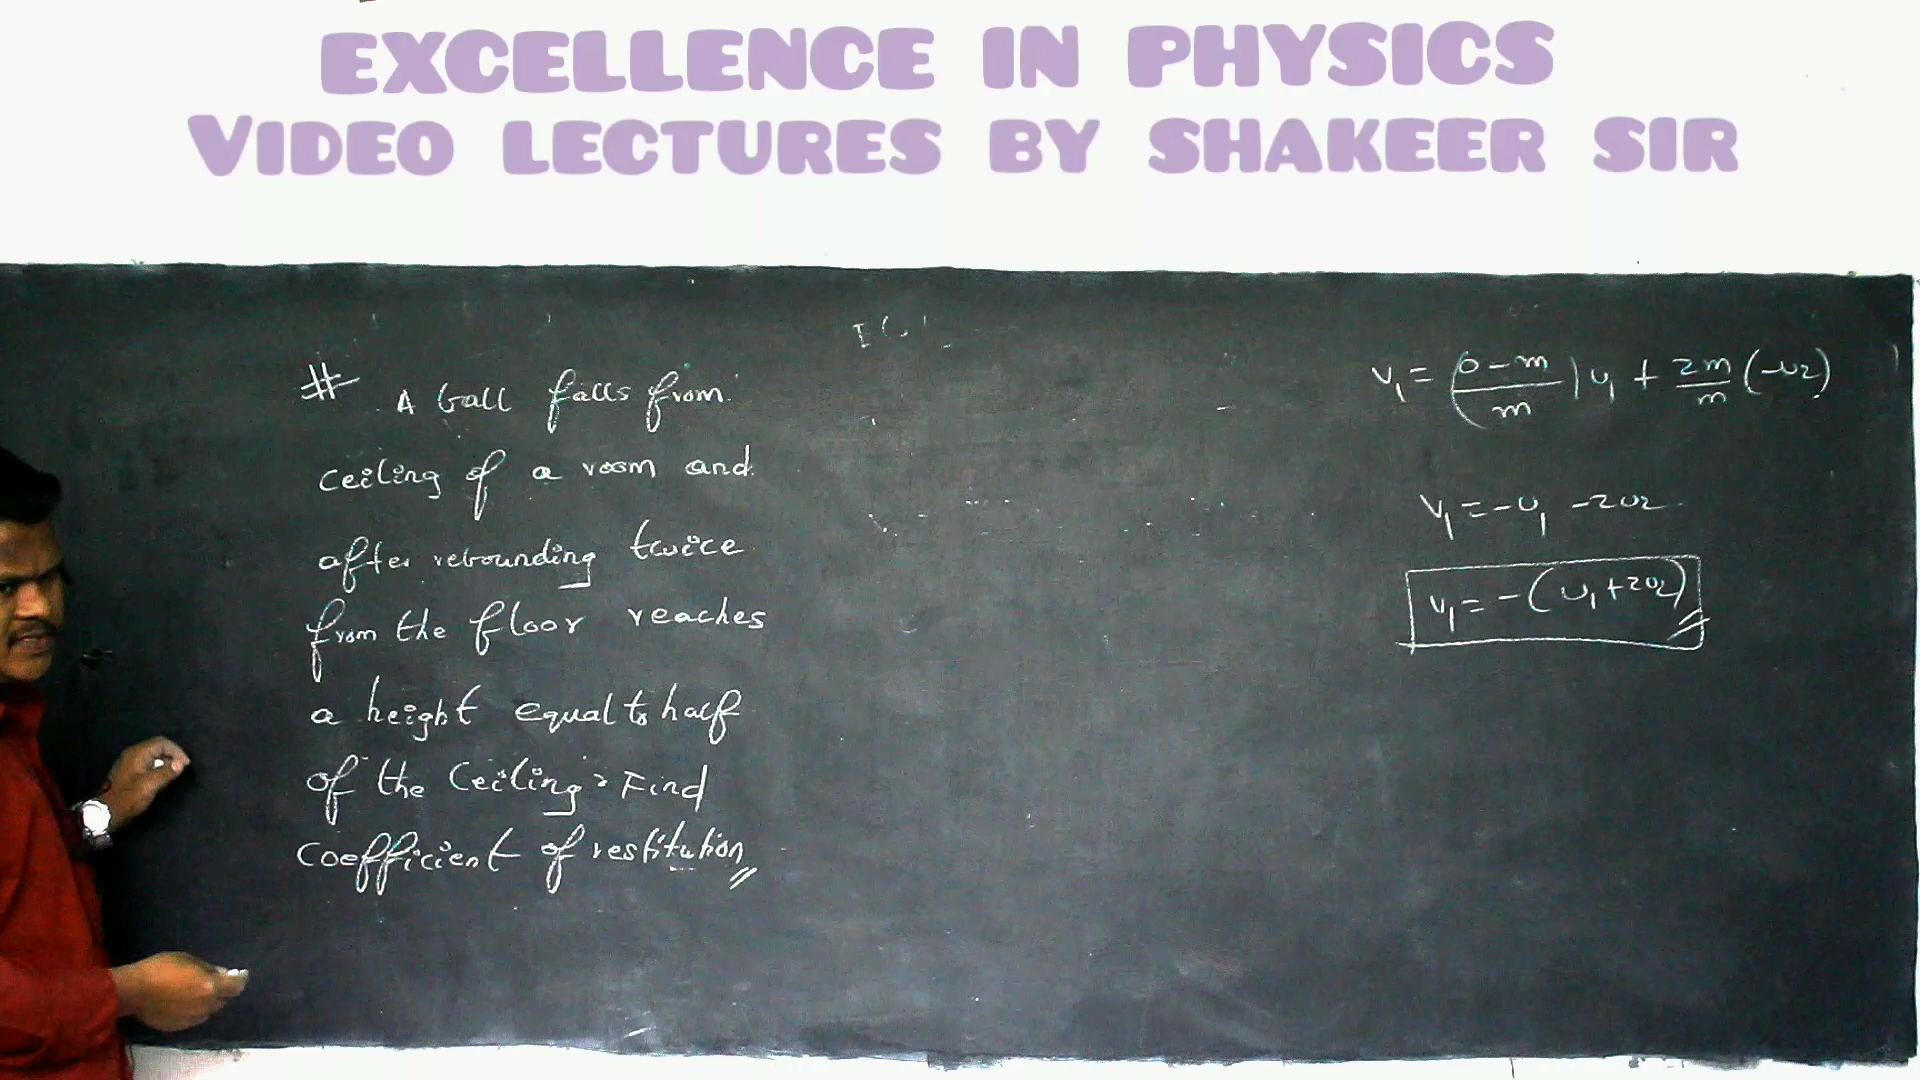 EXCELLENCE IN PHYSICS
VIDEO LECTURES BY SHAKEER SIR
# A ball falls from
ceiling of a room and
after rebounding twice
from the floor reaches
a height equal to half
of the ceiling. Find
coefficient of restitution
V₁ = (0-m/m) u₁ + 2m/m (-u₂)
V₁ = -u₁ -2u₂
V₁ = -(u₁+2u₂)